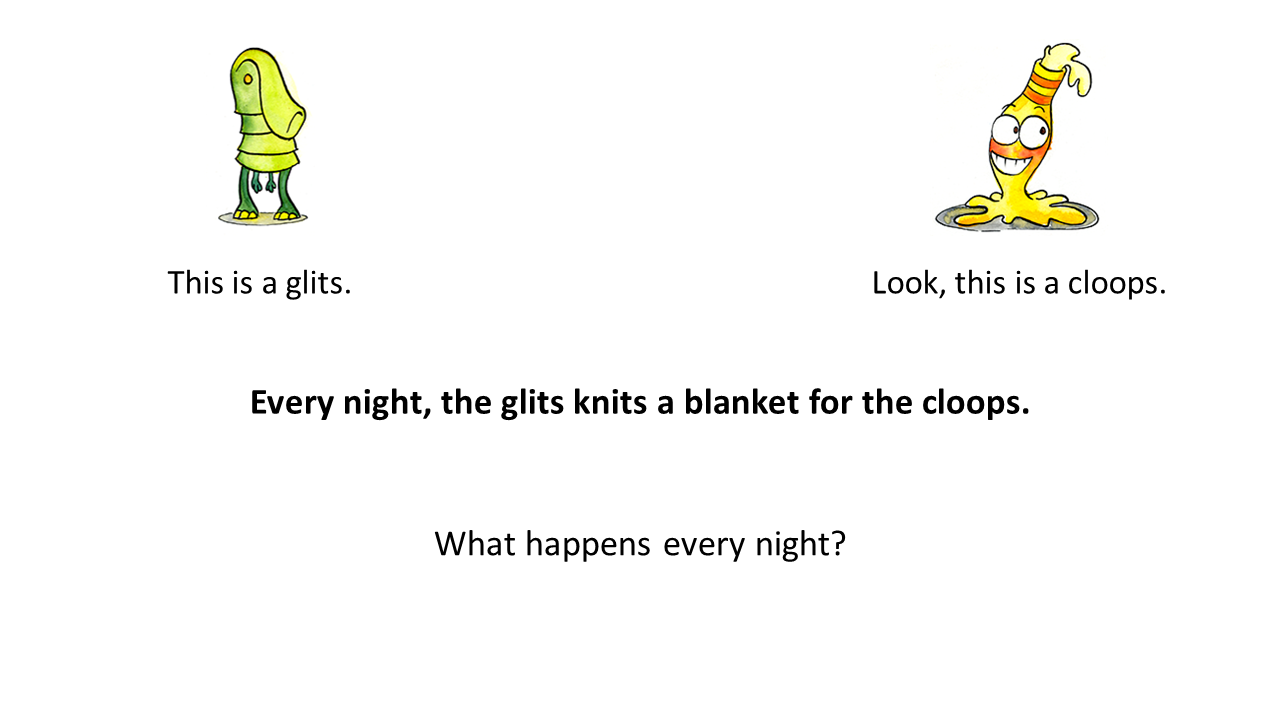 This is a glits.
Look, this is a cloops.
Every night, the glits knits a blanket for the cloops.
What happens every night?